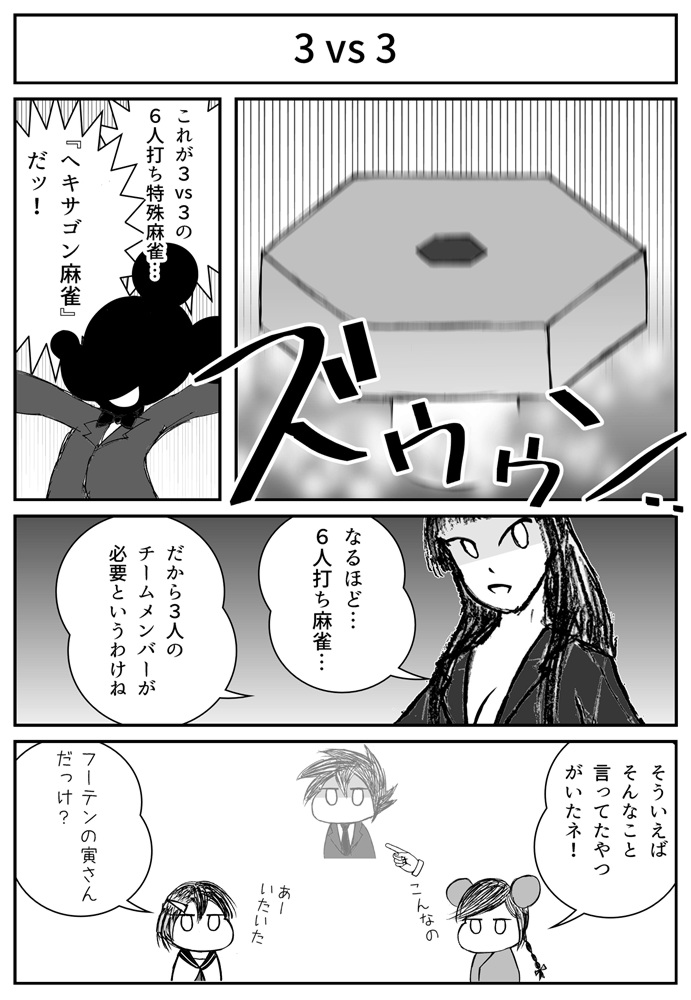 3 vs 3
ズゥゥン…
これが3vs3の
6人打ち特殊麻雀…
『ヘキサゴン麻雀』
だッ！
なるほど…
6人打ち麻雀…
だから3人の
チームメンバーが
必要というわけね
そういえば
そんなこと
言ってたやつ
がいたネ！
こんなの
あー
いたいた
フーテンの寅さん
だっけ？